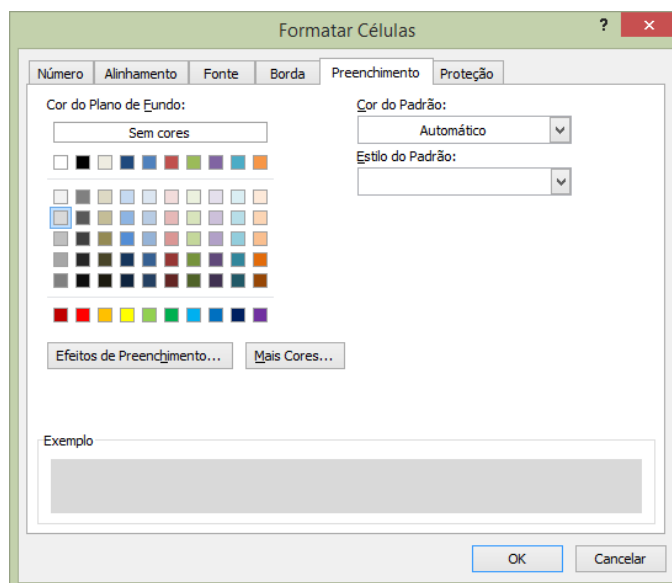 Formatar Células
?
Número Alinhamento Fonte Borda Preenchimento Proteção
Cor do Plano de Fundo:
Sem cores
Cor do Padrão:
Automático
Estilo do Padrão:
Efeitos de Preenchimento...
Mais Cores...
Exemplo
OK
Cancelar